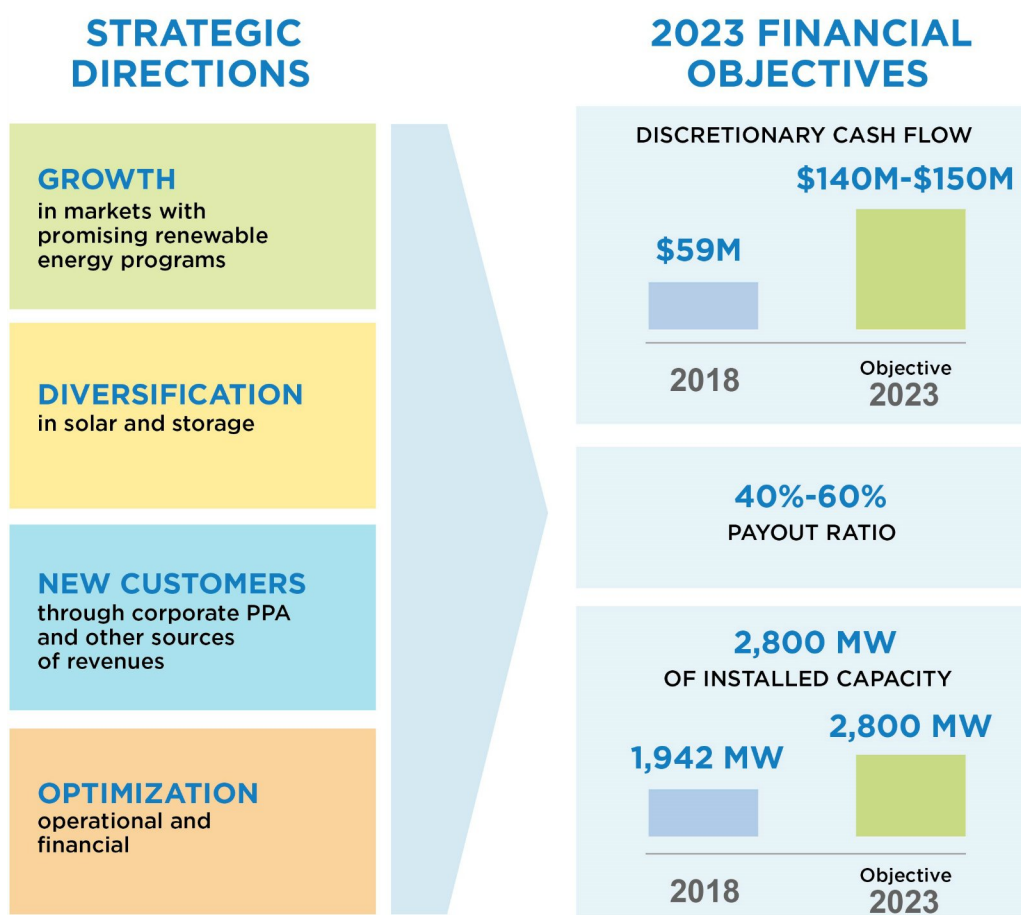 STRATEGIC
DIRECTIONS
GROWTH
in markets with
promising renewable
energy programs
DIVERSIFICATION
in solar and storage
NEW CUSTOMERS
through corporate PPA
and other sources
of revenues
OPTIMIZATION
operational and
financial
2023 FINANCIAL
OBJECTIVES
DISCRETIONARY CASH FLOW
$140M-$150M
$59M
2018
Objective
2023
40%-60%
PAYOUT RATIO
2,800 MW
OF INSTALLED CAPACITY
2,800 MW
1,942 MW
2018
Objective
2023